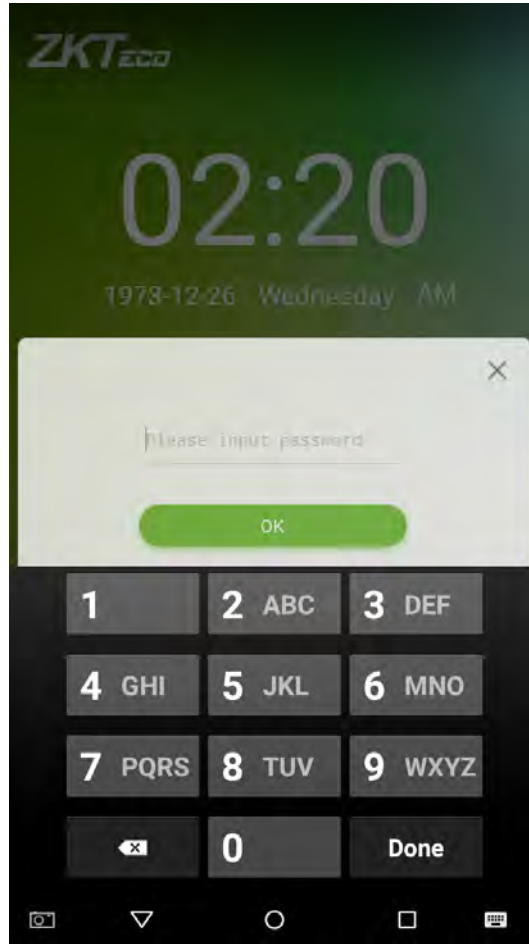 ZKTECO
02:20
1973-12-26 Wednesday AM
Please input password
OK
1
2 ABC
3 DEF
4 GHI
5 JKL
6 MNO
7 PQRS
8 TUV
9 WXYZ
0
Done